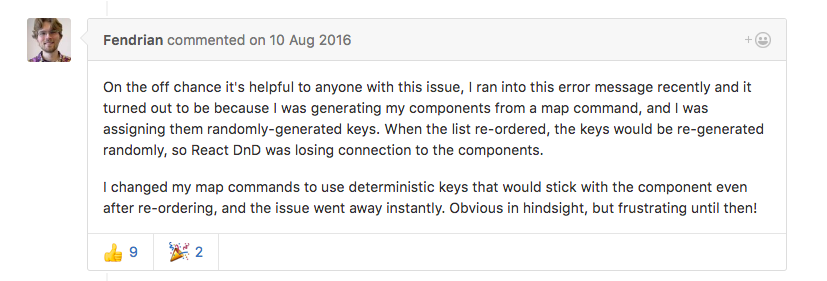 Fendrian commented on 10 Aug 2016
+
On the off chance it's helpful to anyone with this issue, I ran into this error message recently and it
turned out to be because I was generating my components from a map command, and I was
assigning them randomly-generated keys. When the list re-ordered, the keys would be re-generated
randomly, so React DnD was losing connection to the components.
I changed my map commands to use deterministic keys that would stick with the component even
after re-ordering, and the issue went away instantly. Obvious in hindsight, but frustrating until then!
👍 9 🎉 2